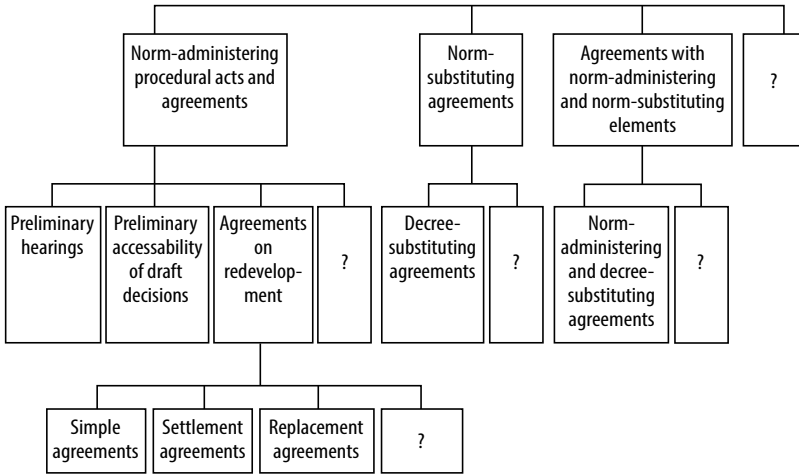 Norm-administering
procedural acts and
agreements
Norm-
substituting
agreements
Agreements with
norm-administering
and norm-substituting
elements
?
Preliminary
hearings
Preliminary
accessability
of draft
decisions
Agreements
on
redevelop-
ment
?
Decree-
substituting
agreements
?
Norm-
administering
and decree-
substituting
agreements
?
Simple
agreements
Settlement
agreements
Replacement
agreements
?